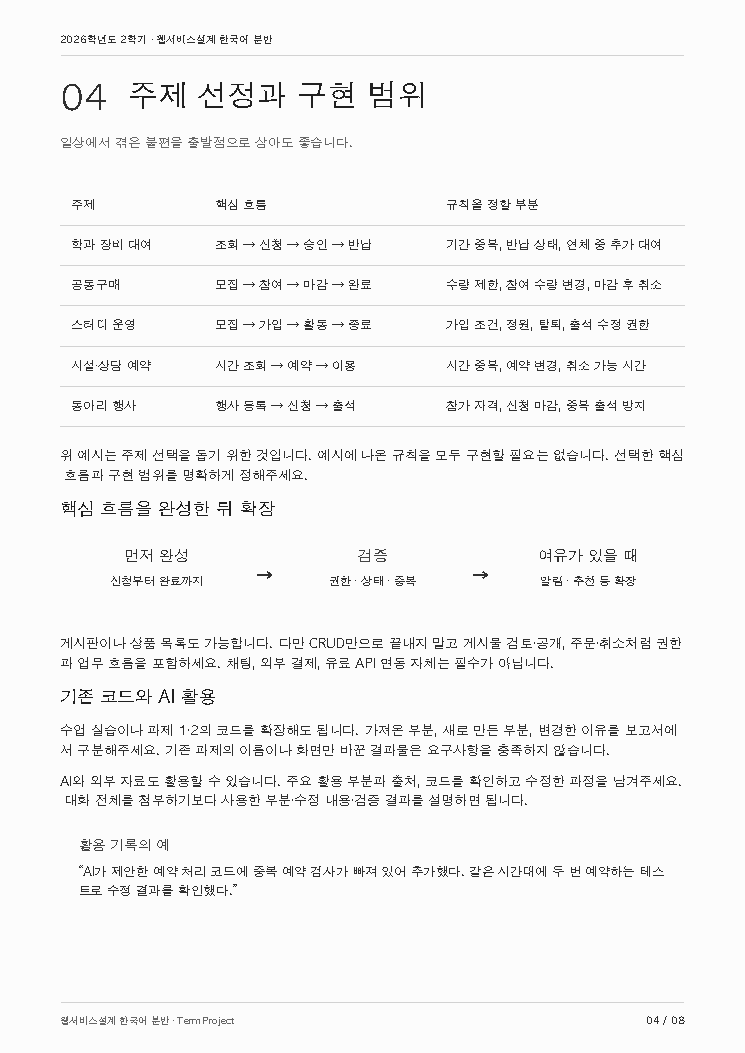 2026학년도 2학기 · 웹서비스설계 한국어 분반
04 주제 선정과 구현 범위
일상에서 겪은 불편을 출발점으로 삼아도 좋습니다.
주제 핵심 흐름 규칙을 정할 부분
학과 장비 대여 조회 → 신청 → 승인 → 반납 기간 중복, 반납 상태, 연체 중 추가 대여
공동구매 모집 → 참여 → 마감 → 완료 수량 제한, 참여 수량 변경, 마감 후 취소
스터디 운영 모집 → 가입 → 활동 → 종료 가입 조건, 정원, 탈퇴, 출석 수정 권한
시설·상담 예약 시간 조회 → 예약 → 이용 시간 중복, 예약 변경, 취소 가능 시간
동아리 행사 행사 등록 → 신청 → 출석 참가 자격, 신청 마감, 중복 출석 방지
위 예시는 주제 선택을 돕기 위한 것입니다. 예시에 나온 규칙을 모두 구현할 필요는 없습니다. 선택한 핵심
흐름과 구현 범위를 명확하게 정해주세요.
핵심 흐름을 완성한 뒤 확장
먼저 완성 → 검증 → 여유가 있을 때
신청부터 완료까지 권한 · 상태 · 중복 알림 · 추천 등 확장
게시판이나 상품 목록도 가능합니다. 다만 CRUD만으로 끝내지 말고 게시물 검토·공개, 주문·취소처럼 권한
과 업무 흐름을 포함하세요. 채팅, 외부 결제, 유료 API 연동 자체는 필수가 아닙니다.
기존 코드와 AI 활용
수업 실습이나 과제 1·2의 코드를 확장해도 됩니다. 가져온 부분, 새로 만든 부분, 변경한 이유를 보고서에
서 구분해주세요. 기존 과제의 이름이나 화면만 바꾼 결과물은 요구사항을 충족하지 않습니다.
AI와 외부 자료도 활용할 수 있습니다. 주요 활용 부분과 출처, 코드를 확인하고 수정한 과정을 남겨주세요.
대화 전체를 첨부하기보다 사용한 부분·수정 내용·검증 결과를 설명하면 됩니다.
활용 기록의 예
“AI가 제안한 예약 처리 코드에 중복 예약 검사가 빠져 있어 추가했다. 같은 시간대에 두 번 예약하는 테스
트로 수정 결과를 확인했다.”
웹서비스설계 한국어 분반 · Term Project
04 / 08